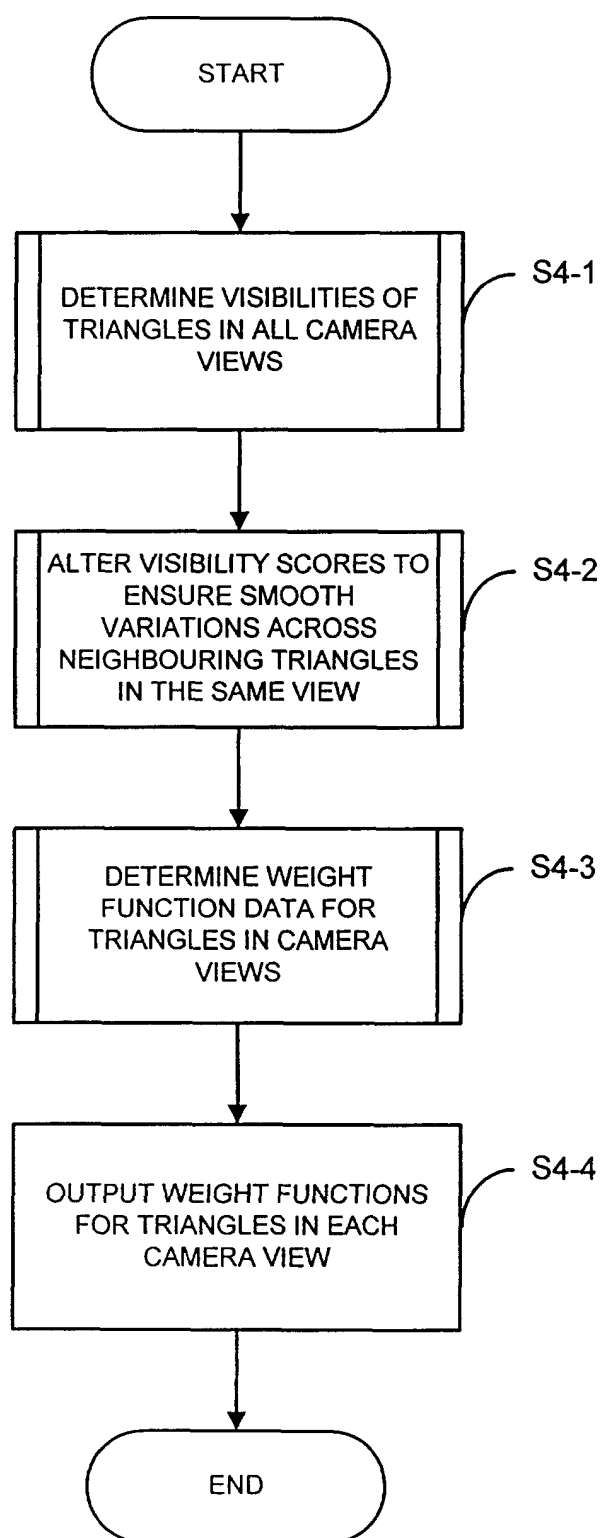 START
DETERMINE VISIBILITIES OF
TRIANGLES IN ALL CAMERA
VIEWS
S4-1
ALTER VISIBILITY SCORES TO
ENSURE SMOOTH
VARIATIONS ACROSS
NEIGHBOURING TRIANGLES
IN THE SAME VIEW
S4-2
DETERMINE WEIGHT
FUNCTION DATA FOR
TRIANGLES IN CAMERA
VIEWS
S4-3
OUTPUT WEIGHT FUNCTIONS
FOR TRIANGLES IN EACH
CAMERA VIEW
S4-4
END